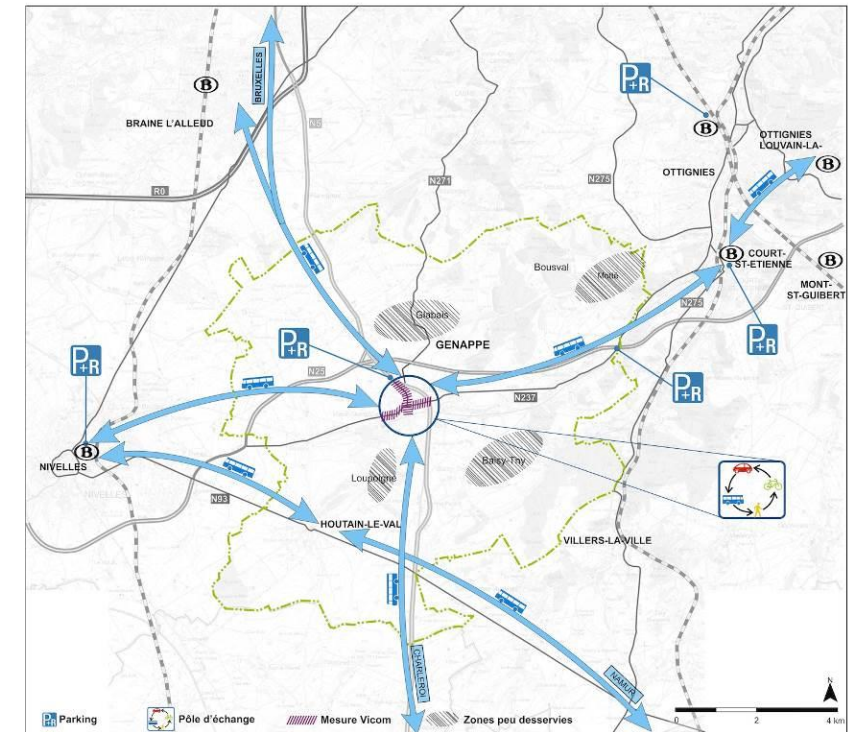 BRUXELLES
B
BRAINE L'ALLEUD
N5
R0
N271
N275
P+R
B
OTTIGNIES
LOUVAIN-LA-
B
OTTIGNIES
B
COURT-
ST-ETIENNE
B
MONT-
ST-GUIBERT
Bousval
Motté
N275
Glabais
GENAPPE
P+R
P+R
P+R
N25
P+R
N237
B
NIVELLES
NIVELLES
N93
Loupoigne
Baisy-Thy
HOUTAIN-LE-VAL
VILLERS-LA-VILLE
CHARLEROI
NAMUR
N
0 2 4 km
P+R Parking
Pôle d'échange
Mesure Vicom
Zones peu desservies